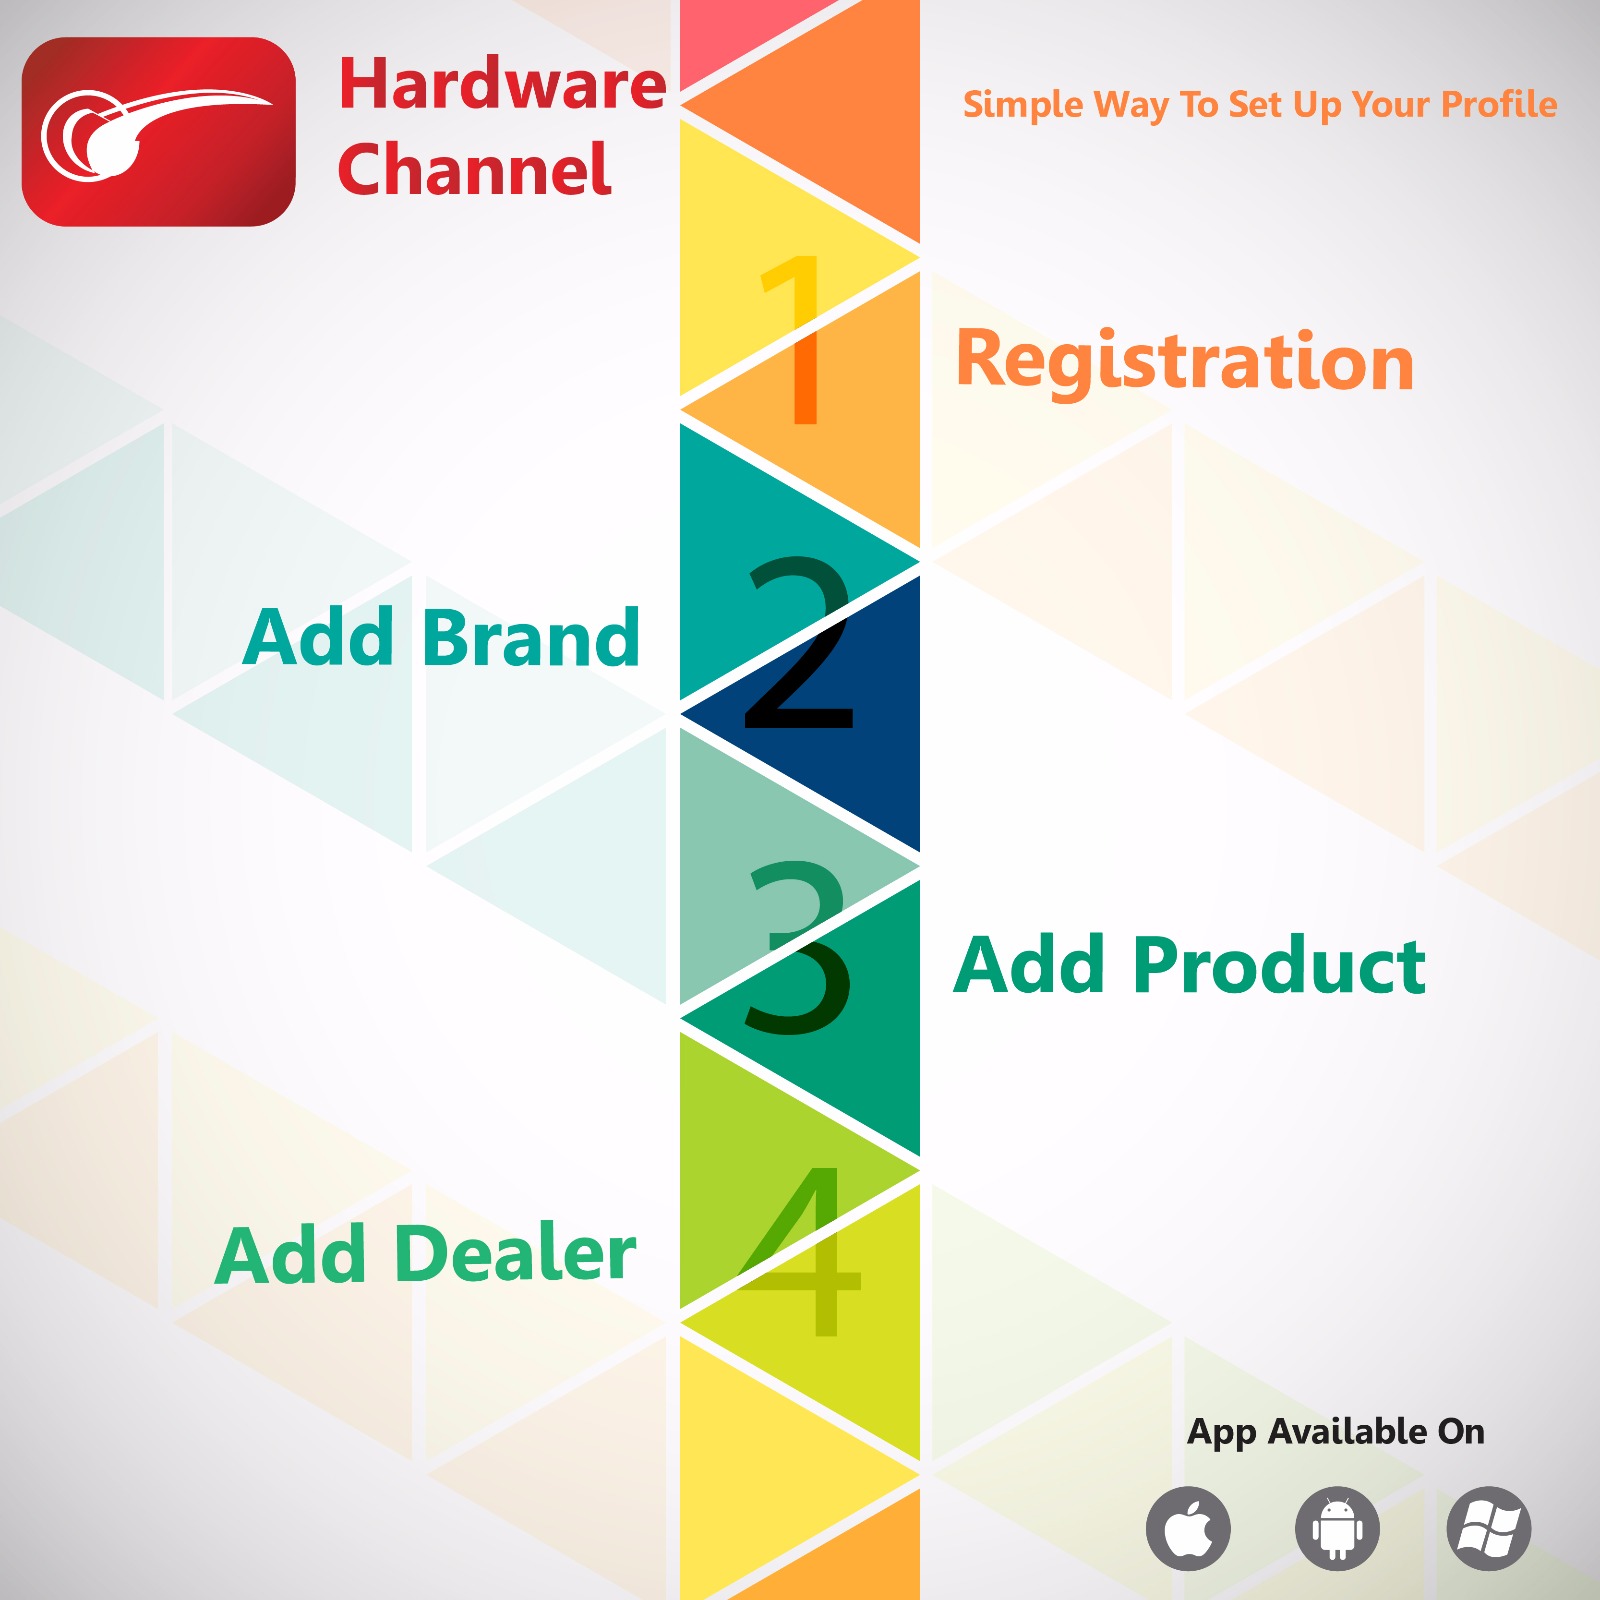 Hardware
Channel
Simple Way To Set Up Your Profile
1
Registration
2
Add Brand
3
Add Product
4
Add Dealer
App Available On